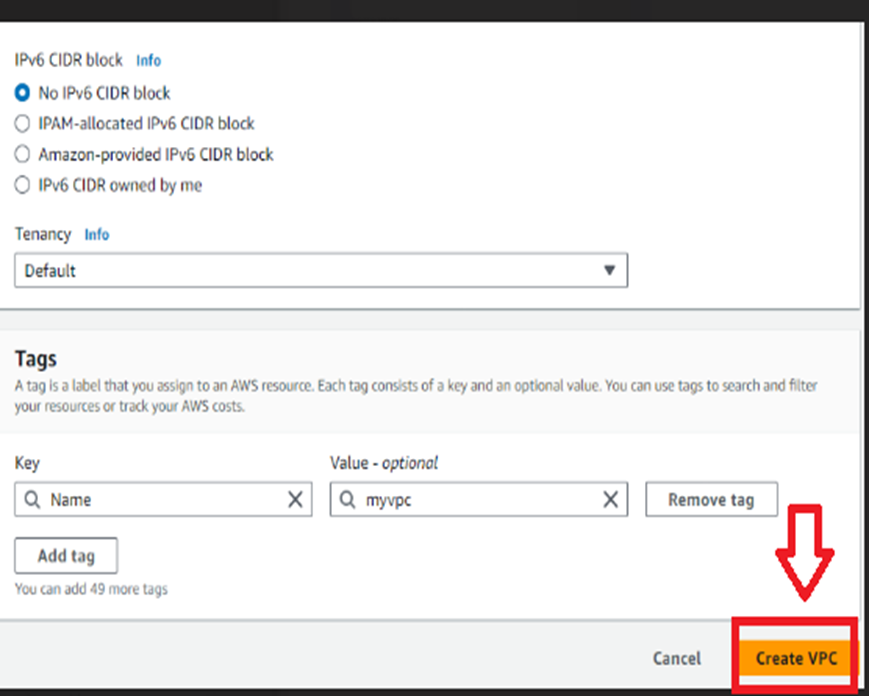 IPv6 CIDR block Info
No IPv6 CIDR block
IPAM-allocated IPv6 CIDR block
Amazon-provided IPv6 CIDR block
IPv6 CIDR owned by me
Tenancy Info
Default
Tags
A tag is a label that you assign to an AWS resource. Each tag consists of a key and an optional value. You can use tags to search and filter
your resources or track your AWS costs.
Key Value - optional
Name myvpc Remove tag
Add tag
You can add 49 more tags
Cancel Create VPC